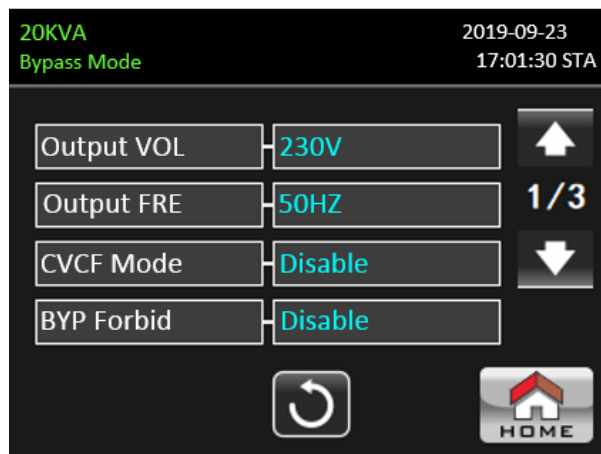 20KVA 2019-09-23
Bypass Mode 17:01:30 STA
Output VOL 230V
Output FRE 50HZ
1/3
CVCF Mode Disable
BYP Forbid Disable
HOME